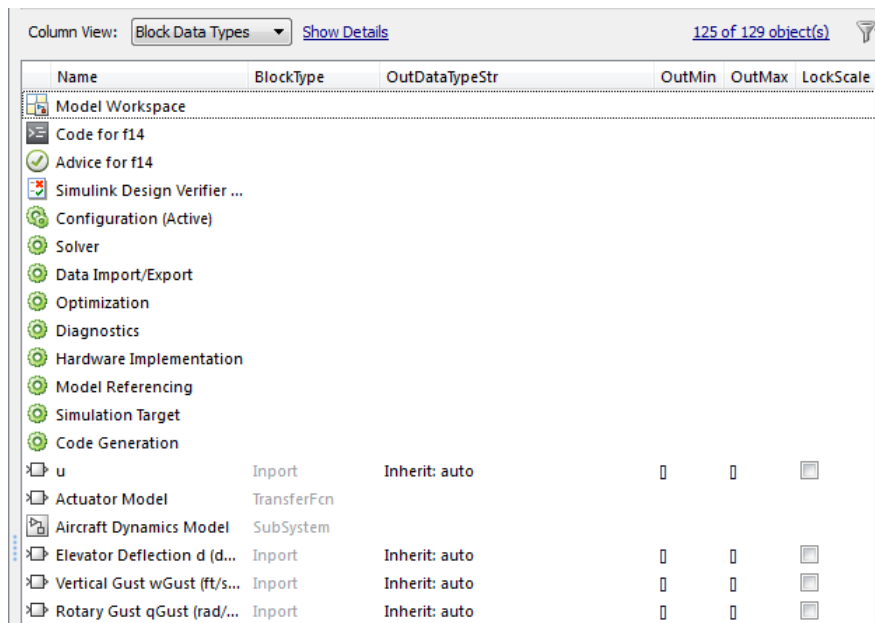 Column View: Block Data Types Show Details 125 of 129 object(s)
Name BlockType OutDataTypeStr OutMin OutMax LockScale
Model Workspace
Code for f14
Advice for f14
Simulink Design Verifier ...
Configuration (Active)
Solver
Data Import/Export
Optimization
Diagnostics
Hardware Implementation
Model Referencing
Simulation Target
Code Generation
u Inport Inherit: auto [] []
Actuator Model TransferFcn
Aircraft Dynamics Model SubSystem
Elevator Deflection d (d... Inport Inherit: auto [] []
Vertical Gust wGust (ft/s... Inport Inherit: auto [] []
Rotary Gust qGust (rad/... Inport Inherit: auto [] []